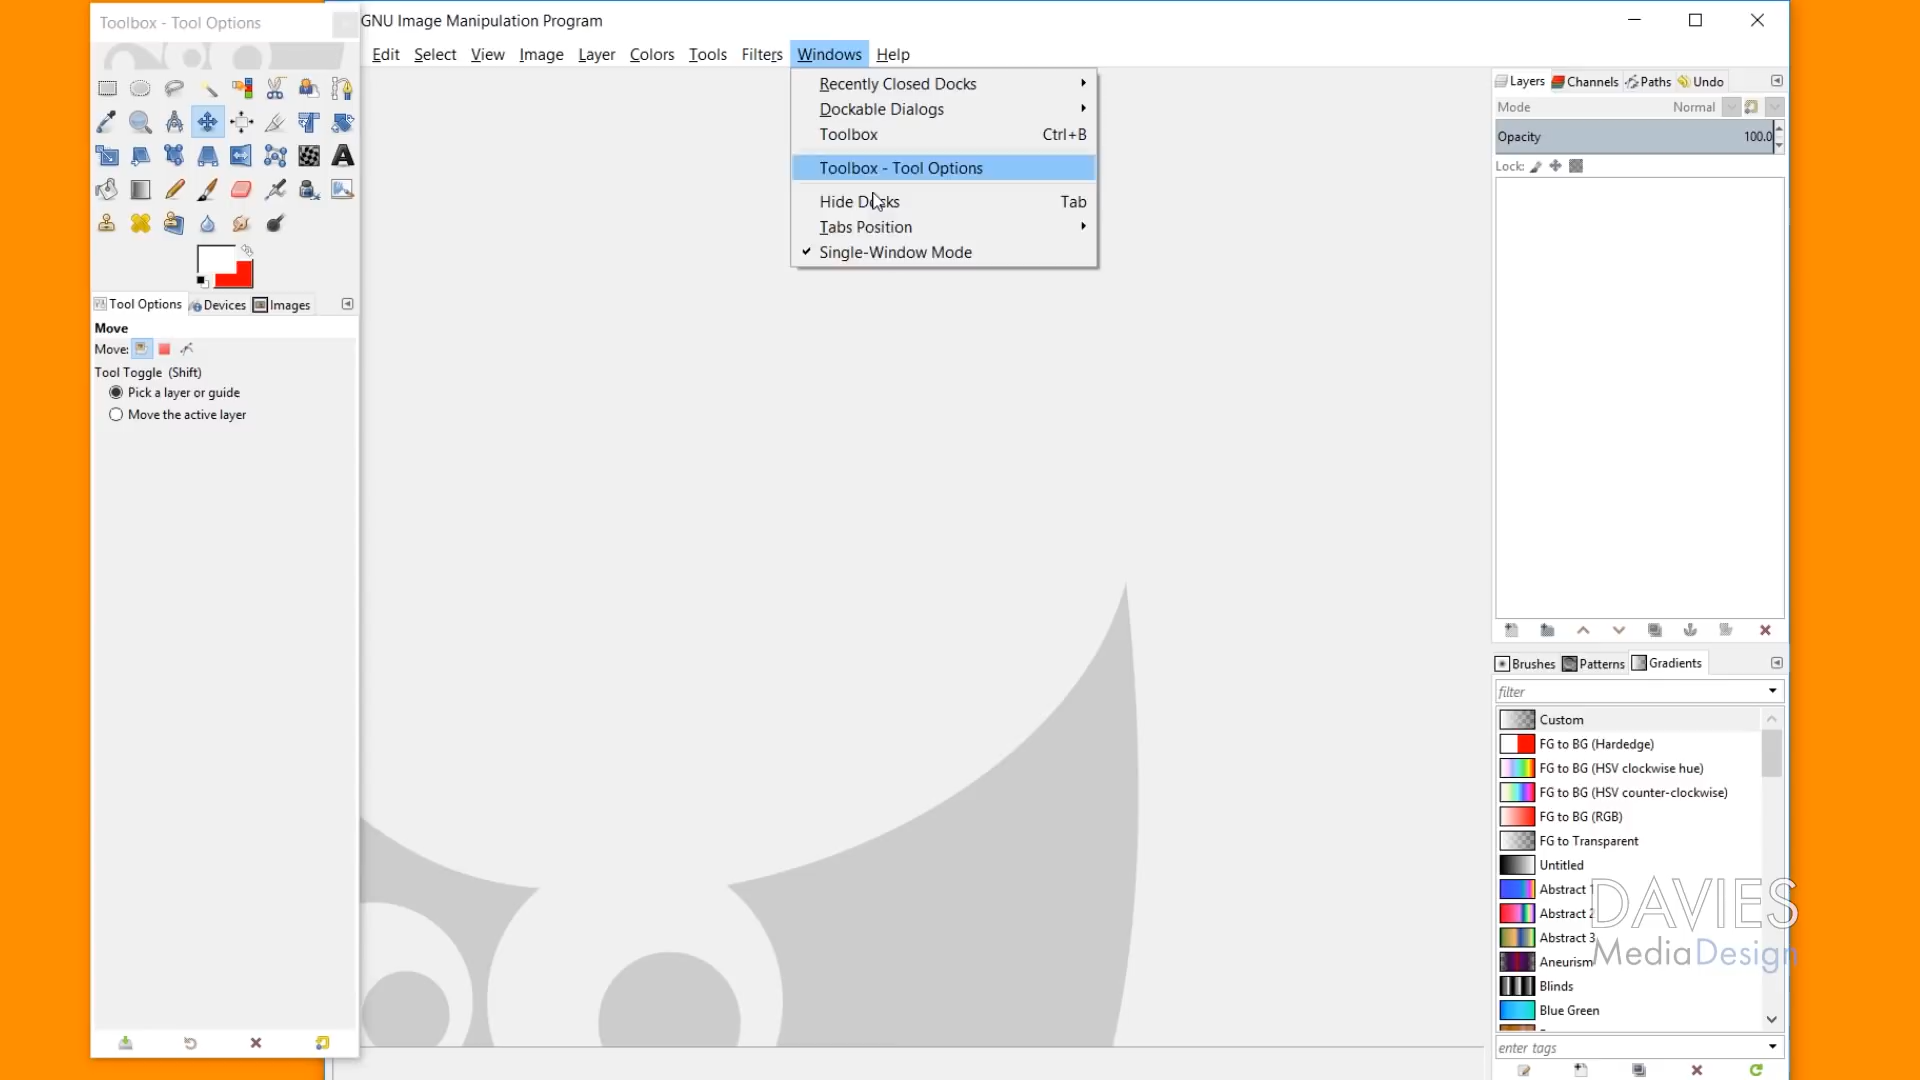 Toolbox - Tool Options
GNU Image Manipulation Program
Edit Select View Image Layer Colors Tools Filters Windows Help
Recently Closed Docks
Dockable Dialogs
Toolbox Ctrl+B
Toolbox - Tool Options
Hide Docks Tab
Tabs Position
Single-Window Mode
Tool Options Devices Images
Move
Move:
Tool Toggle (Shift)
Pick a layer or guide
Move the active layer
Layers Channels Paths Undo
Mode Normal
Opacity 100.0
Lock:
Brushes Patterns Gradients
filter
Custom
FG to BG (Hardedge)
FG to BG (HSV clockwise hue)
FG to BG (HSV counter-clockwise)
FG to BG (RGB)
FG to Transparent
Untitled
Abstract 1
Abstract 2
Abstract 3
Aneurism
Blinds
Blue Green
enter tags
DAVIES
MediaDesign